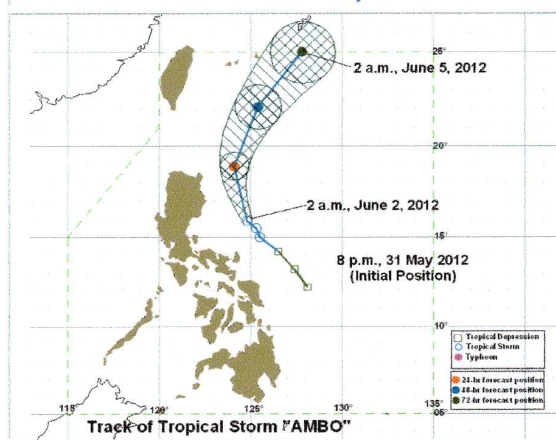 25°
2 a.m., June 5, 2012
20°
2 a.m., June 2, 2012
15°
8 p.m., 31 May 2012
(Initial Position)
10°
Tropical Depression
Tropical Storm
Typhoon
24-hr forecast position
48-hr forecast position
72-hr forecast position
115° 120° 125° 130° 05°
Track of Tropical Storm "AMBO"